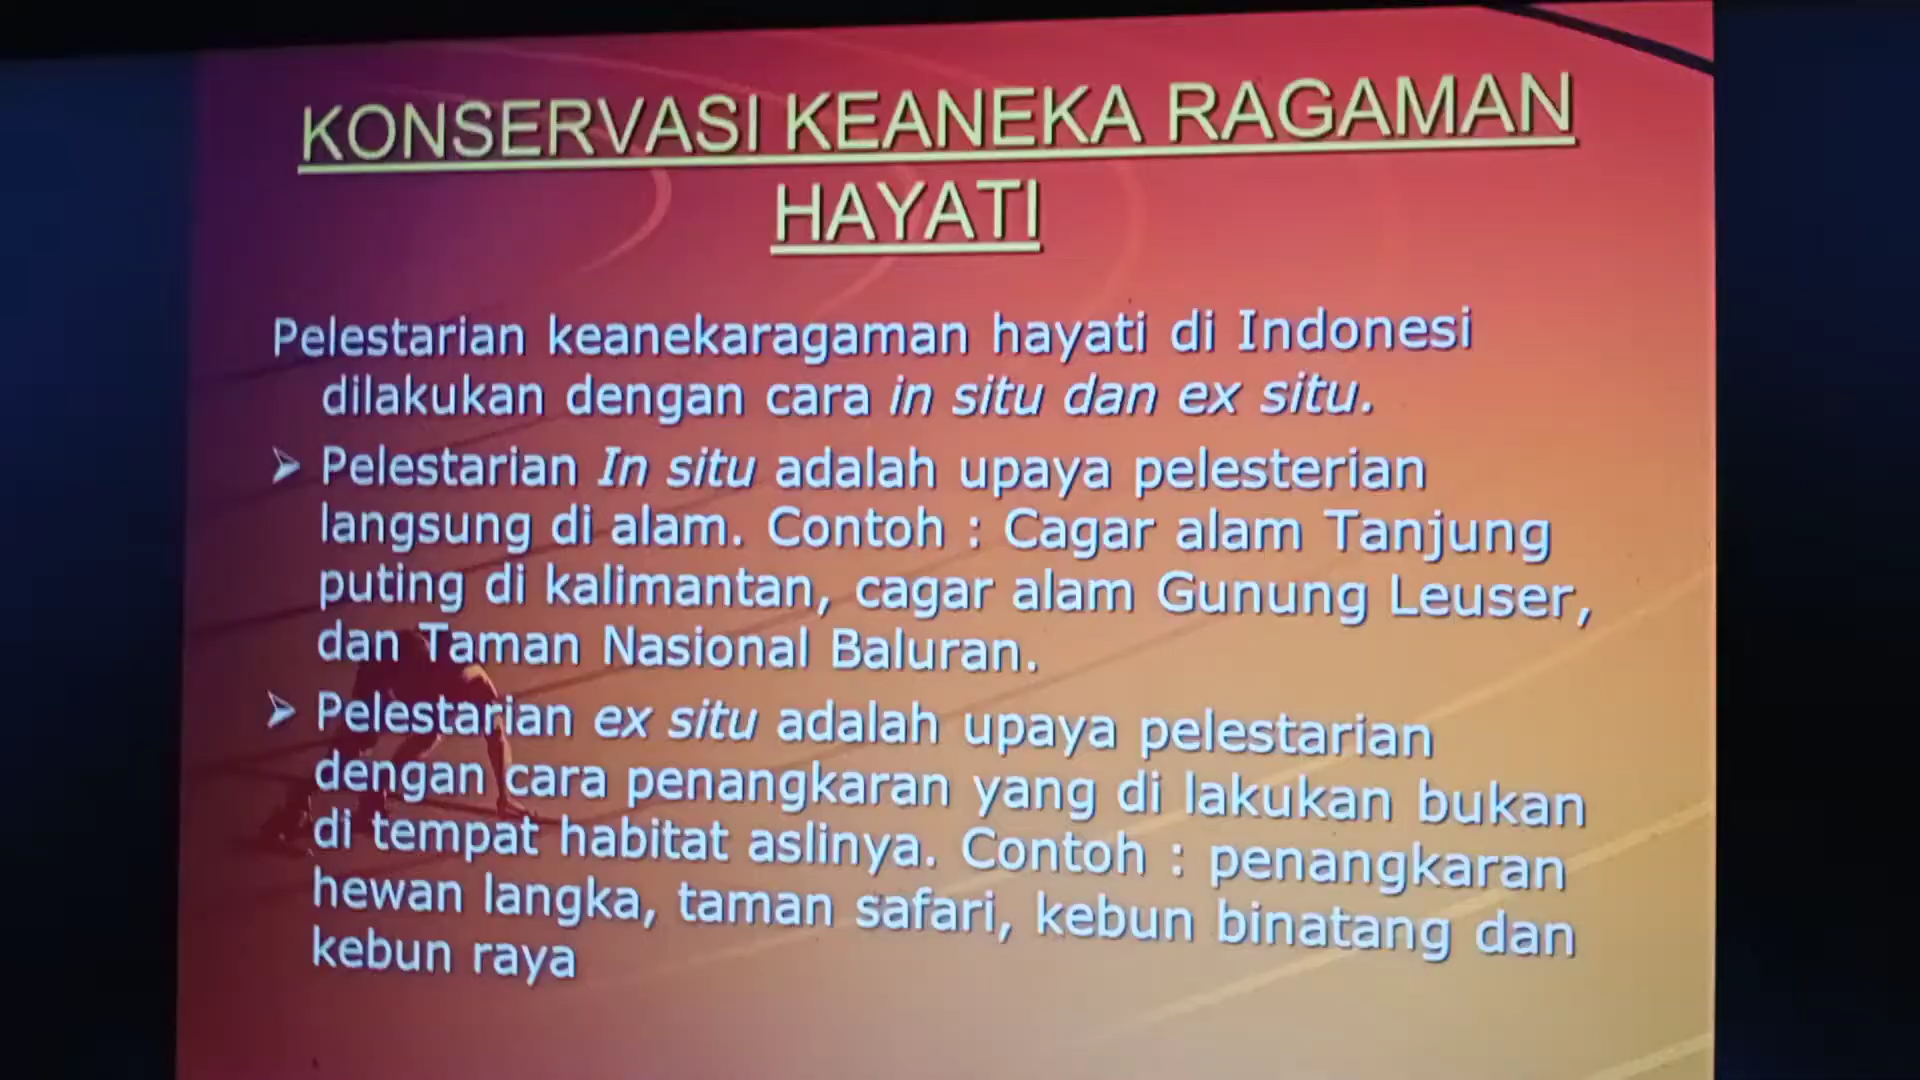 KONSERVASI KEANEKA RAGAMAN
HAYATI
Pelestarian keanekaragaman hayati di Indonesi
dilakukan dengan cara in situ dan ex situ.
Pelestarian In situ adalah upaya pelesterian
langsung di alam. Contoh : Cagar alam Tanjung
puting di kalimantan, cagar alam Gunung Leuser,
dan Taman Nasional Baluran.
Pelestarian ex situ adalah upaya pelestarian
dengan cara penangkaran yang di lakukan bukan
di tempat habitat aslinya. Contoh : penangkaran
hewan langka, taman safari, kebun binatang dan
kebun raya